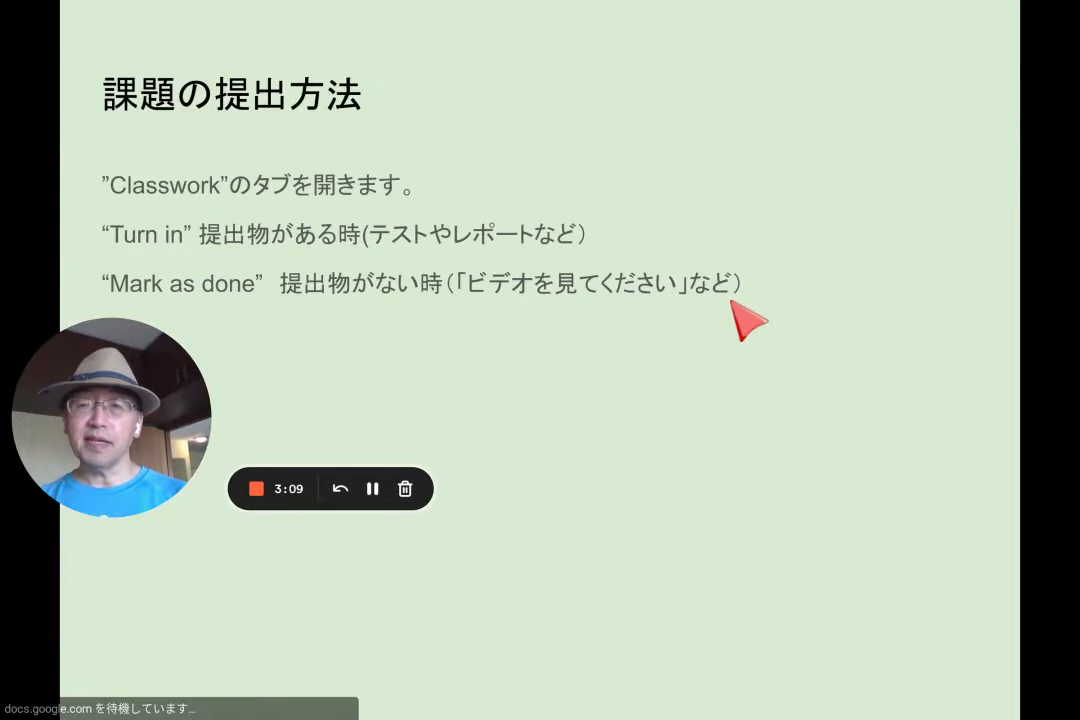 課題の提出方法
”Classwork”のタブを開きます。
“Turn in” 提出物がある時(テストやレポートなど）
“Mark as done”  提出物がない時（｢ビデオを見てください｣など）
3:09
docs.google.com を待機しています...